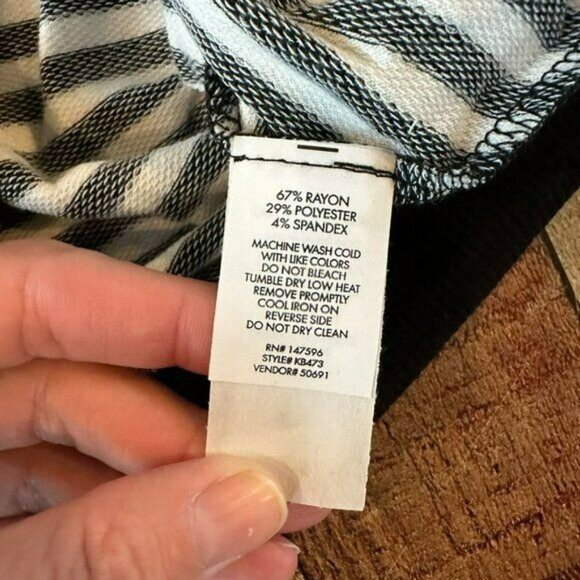 67% RAYON
29% POLYESTER
4% SPANDEX
MACHINE WASH COLD
WITH LIKE COLORS
DO NOT BLEACH
TUMBLE DRY LOW HEAT
REMOVE PROMPTLY
COOL IRON ON
REVERSE SIDE
DO NOT DRY CLEAN
RN# 147596
STYLE# KB473
VENDOR# 50691